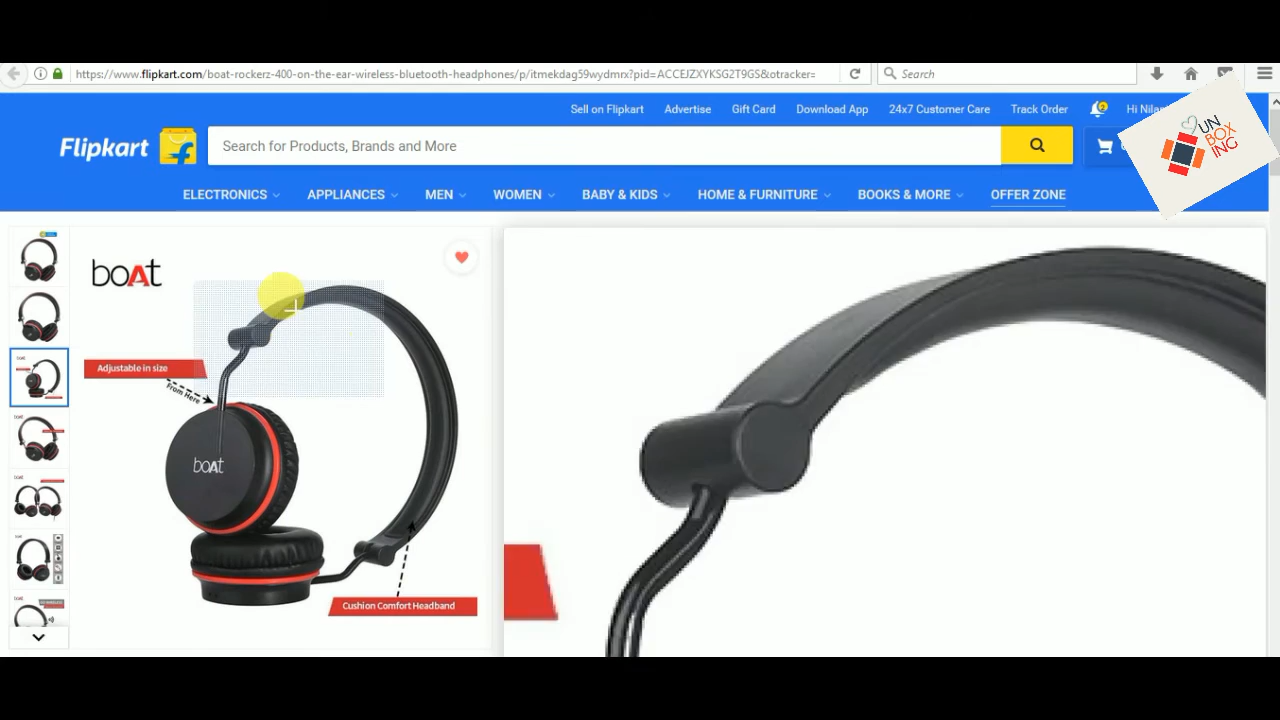 https://www.flipkart.com/boat-rockerz-400-on-the-ear-wireless-bluetooth-headphones/p/itmekdag59wydmrx?pid=ACCEJZXYKSG2T9GS&otracker=
Search
Sell on Flipkart Advertise Gift Card Download App 24x7 Customer Care Track Order 2 Hi
UN
BOX
ING
Flipkart
Search for Products, Brands and More
ELECTRONICS APPLIANCES MEN WOMEN BABY & KIDS HOME & FURNITURE BOOKS & MORE OFFER ZONE
boAt
Adjustable in size
From Here
boAt
Cushion Comfort Headband